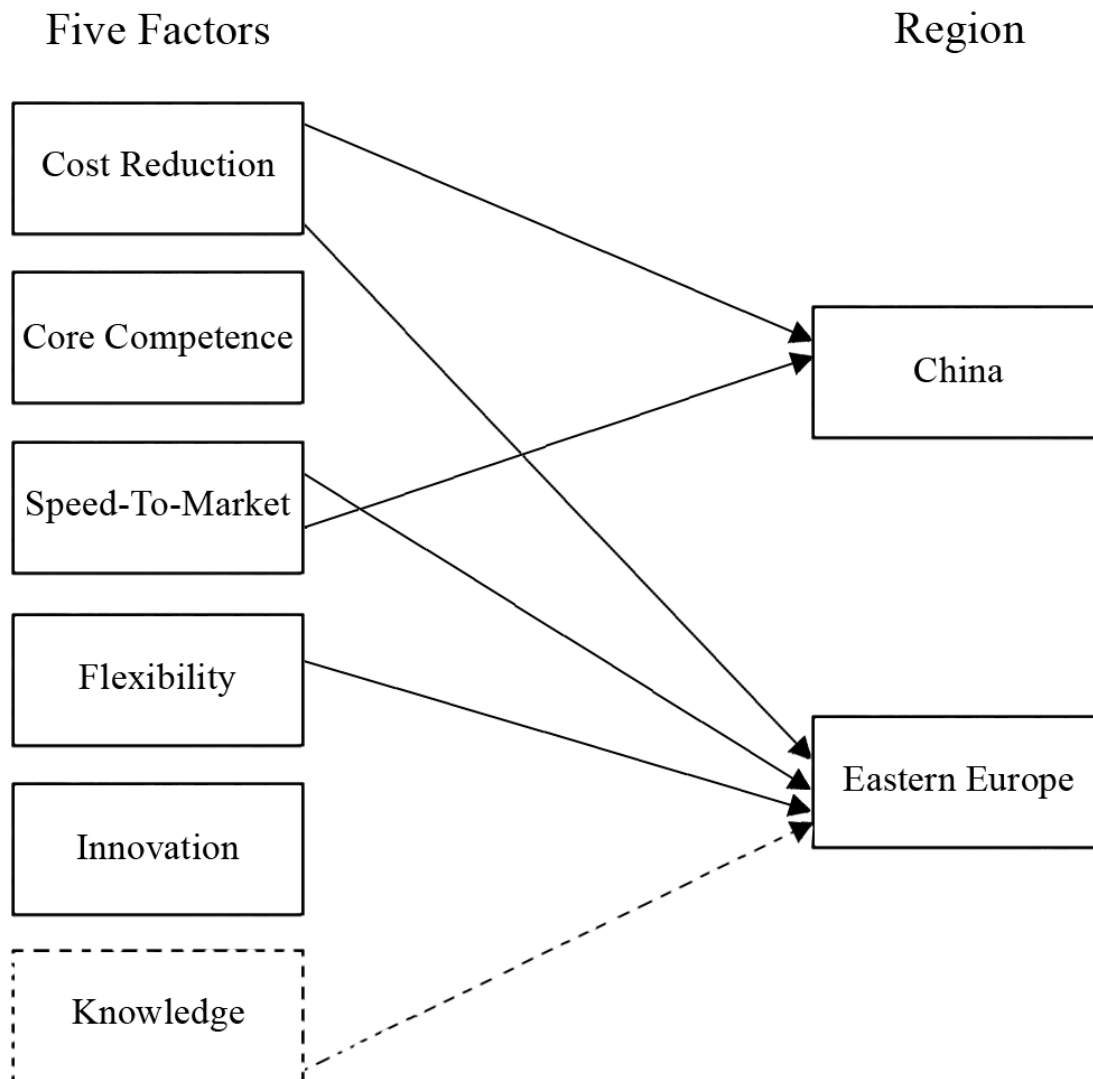 Five Factors
Region
Cost Reduction
Core Competence
Speed-To-Market
Flexibility
Innovation
Knowledge
China
Eastern Europe